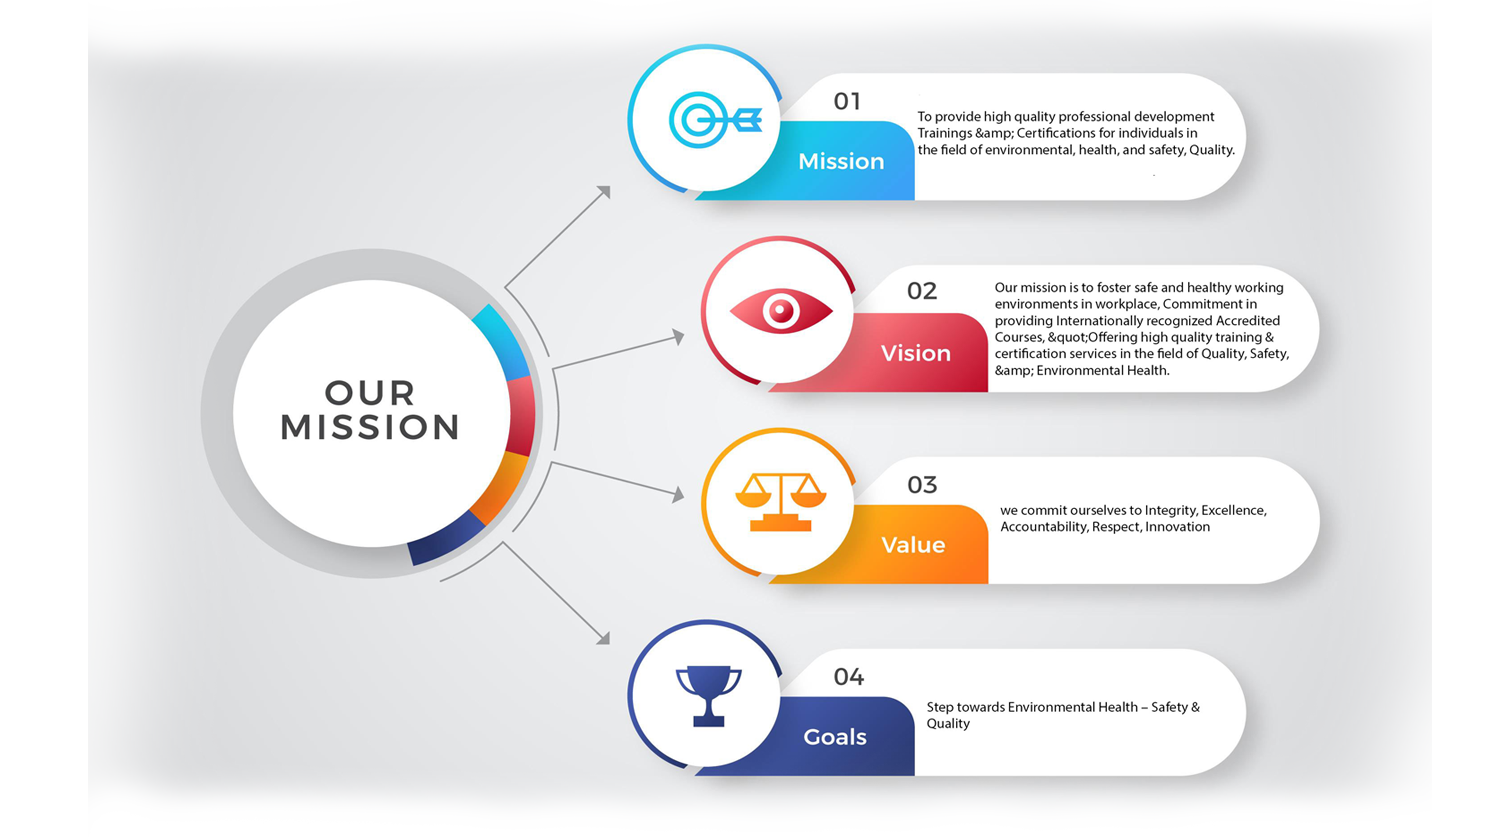 OUR
MISSION
01
Mission
To provide high quality professional development
Trainings &amp; Certifications for individuals in
the field of environmental, health, and safety, Quality.
.
02
Vision
Our mission is to foster safe and healthy working
environments in workplace, Commitment in
providing Internationally recognized Accredited
Courses, &quot;Offering high quality training &
certification services in the field of Quality, Safety,
&amp; Environmental Health.
03
Value
we commit ourselves to Integrity, Excellence,
Accountability, Respect, Innovation
04
Goals
Step towards Environmental Health – Safety &
Quality